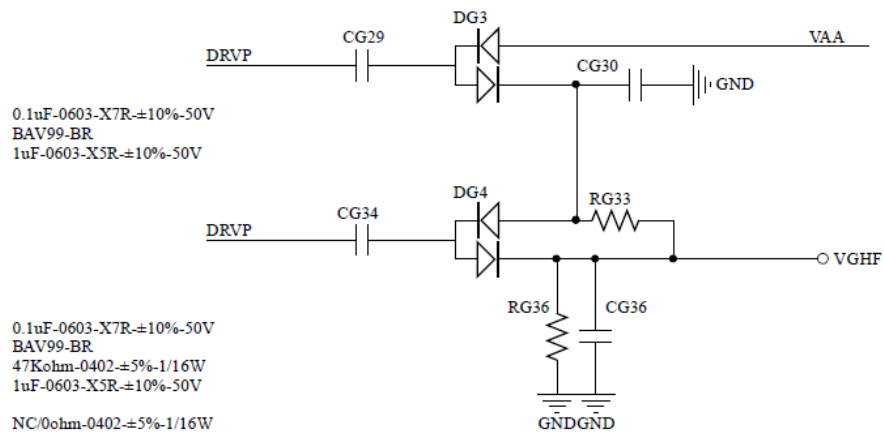 DG3
CG29
VAA
DRVP
CG30
GND
0.1uF-0603-X7R-±10%-50V
BAV99-BR
1uF-0603-X5R-±10%-50V
DG4
RG33
CG34
DRVP
VGHF
RG36
CG36
0.1uF-0603-X7R-±10%-50V
BAV99-BR
47Kohm-0402-±5%-1/16W
1uF-0603-X5R-±10%-50V
NC/0ohm-0402-±5%-1/16W
GNDGND